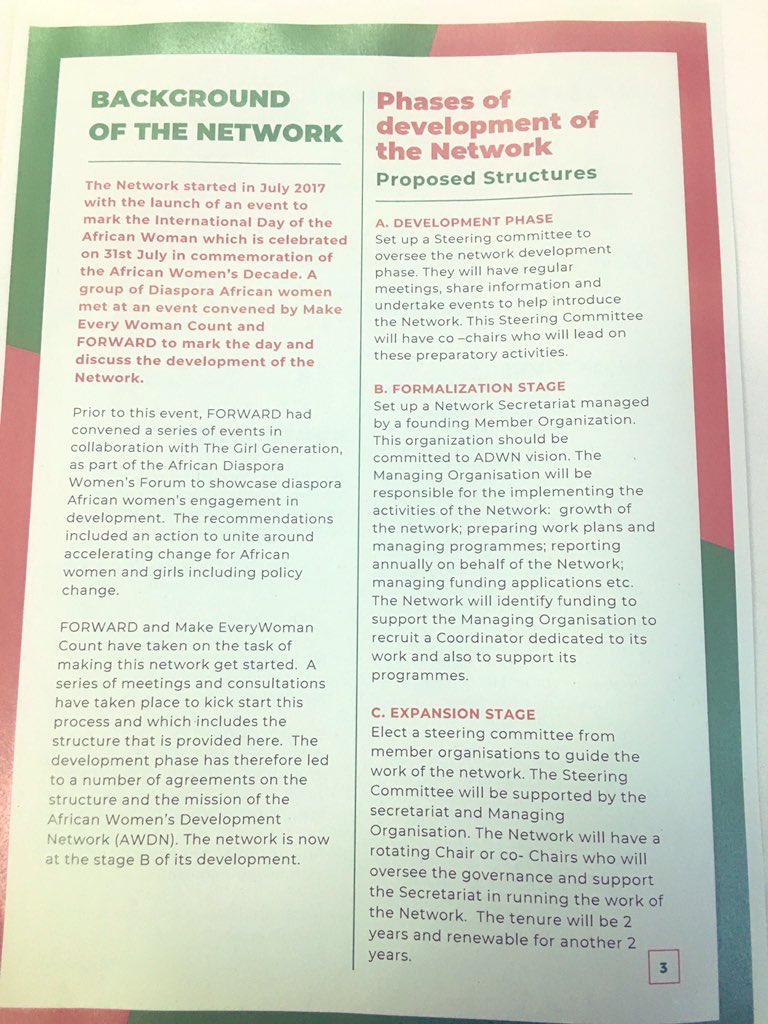 BACKGROUND
OF THE NETWORK
The Network started in July 2017
with the launch of an event to
mark the International Day of the
African Woman which is celebrated
on 31st July in commemoration of
the African Women's Decade. A
group of Diaspora African women
met at an event convened by Make
Every Woman Count and
FORWARD to mark the day and
discuss the development of the
Network.
Prior to this event, FORWARD had
convened a series of events in
collaboration with The Girl Generation,
as part of the African Diaspora
Women's Forum to showcase diaspora
African women's engagement in
development. The recommendations
included an action to unite around
accelerating change for African
women and girls including policy
change.
FORWARD and Make EveryWoman
Count have taken on the task of
making this network get started. A
series of meetings and consultations
have taken place to kick start this
process and which includes the
structure that is provided here. The
development phase has therefore led
to a number of agreements on the
structure and the mission of the
African Women's Development
Network (AWDN). The network is now
at the stage B of its development.
Phases of
development of
the Network
Proposed Structures
A. DEVELOPMENT PHASE
Set up a Steering committee to
oversee the network development
phase. They will have regular
meetings, share information and
undertake events to help introduce
the Network. This Steering Committee
will have co –chairs who will lead on
these preparatory activities.
B. FORMALIZATION STAGE
Set up a Network Secretariat managed
by a founding Member Organization.
This organization should be
committed to ADWN vision. The
Managing Organisation will be
responsible for the implementing the
activities of the Network: growth of
the network; preparing work plans and
managing programmes; reporting
annually on behalf of the Network;
managing funding applications etc.
The Network will identify funding to
support the Managing Organisation to
recruit a Coordinator dedicated to its
work and also to support its
programmes.
C. EXPANSION STAGE
Elect a steering committee from
member organisations to guide the
work of the network. The Steering
Committee will be supported by the
secretariat and Managing
Organisation. The Network will have a
rotating Chair or co- Chairs who will
oversee the governance and support
the Secretariat in running the work of
the Network. The tenure will be 2
years and renewable for another 2
years.
3